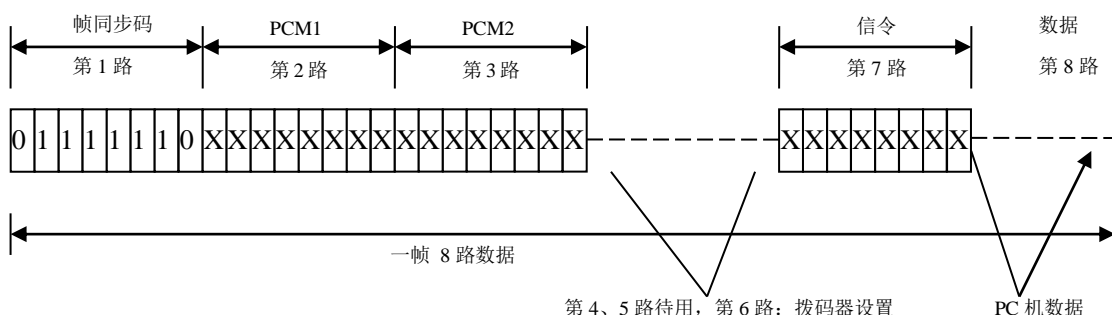 帧同步码 PCM1 PCM2 信令 数据
第 1 路 第 2 路 第 3 路 第 7 路 第 8 路
0 1 1 1 1 1 1 0 X X X X X X X X X X X X X X X X X X X X X X X X
一帧 8 路数据
第 4、5 路待用，第 6 路：拨码器设置 PC 机数据